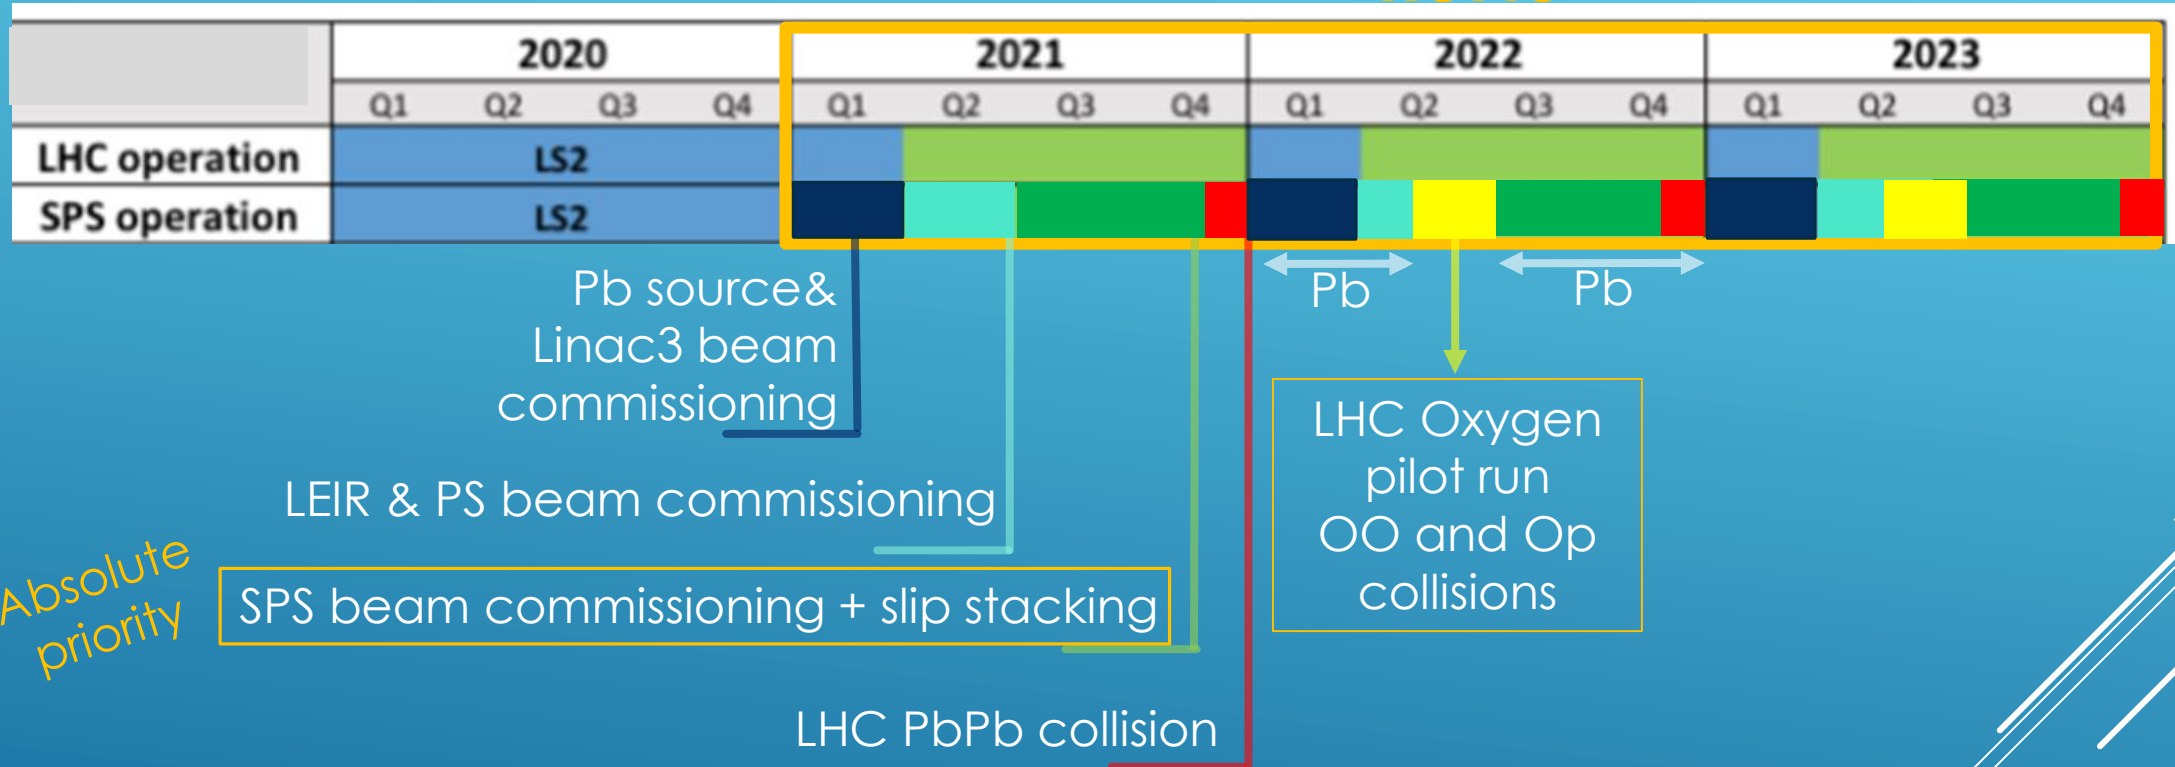 2020 2021 2022 2023
Q1 Q2 Q3 Q4 Q1 Q2 Q3 Q4 Q1 Q2 Q3 Q4 Q1 Q2 Q3 Q4
LHC operation LS2
SPS operation LS2
Pb source&
Linac3 beam
commissioning
Pb
Pb
LHC Oxygen
pilot run
OO and Op
collisions
LEIR & PS beam commissioning
Absolute
priority
SPS beam commissioning + slip stacking
LHC PbPb collision